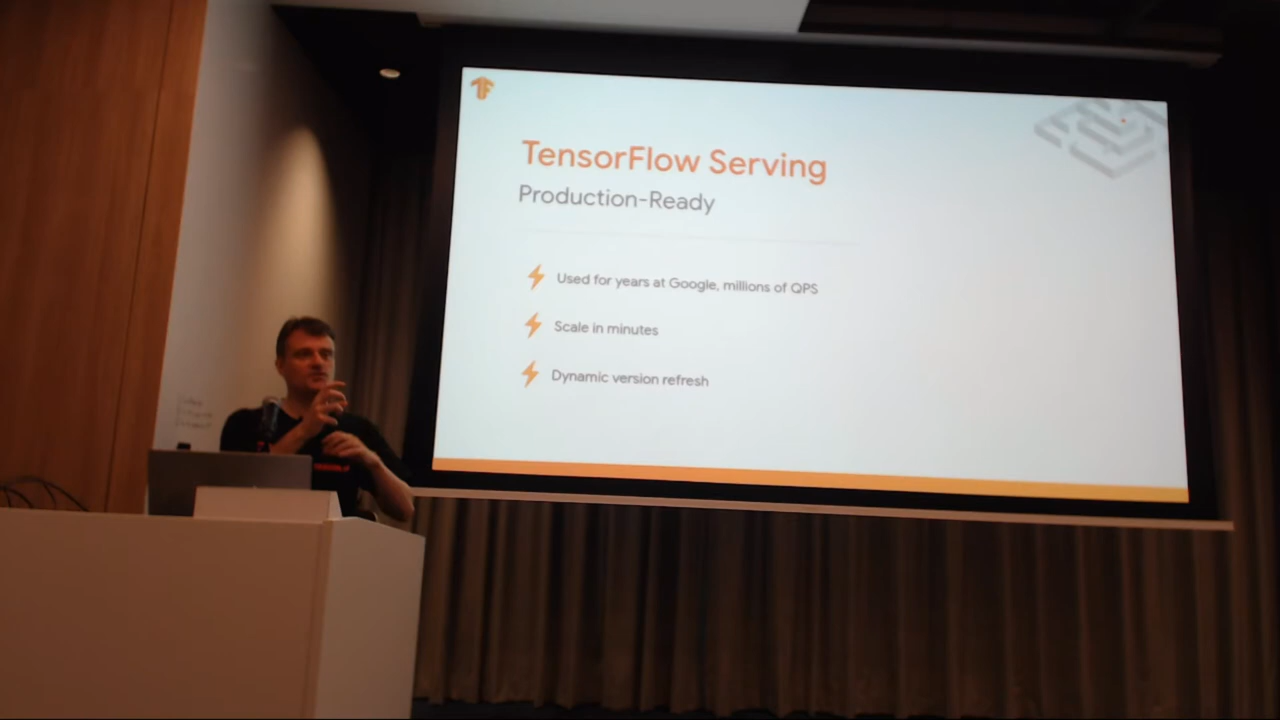 TensorFlow Serving
Production-Ready
Used for years at Google, millions of QPS
Scale in minutes
Dynamic version refresh